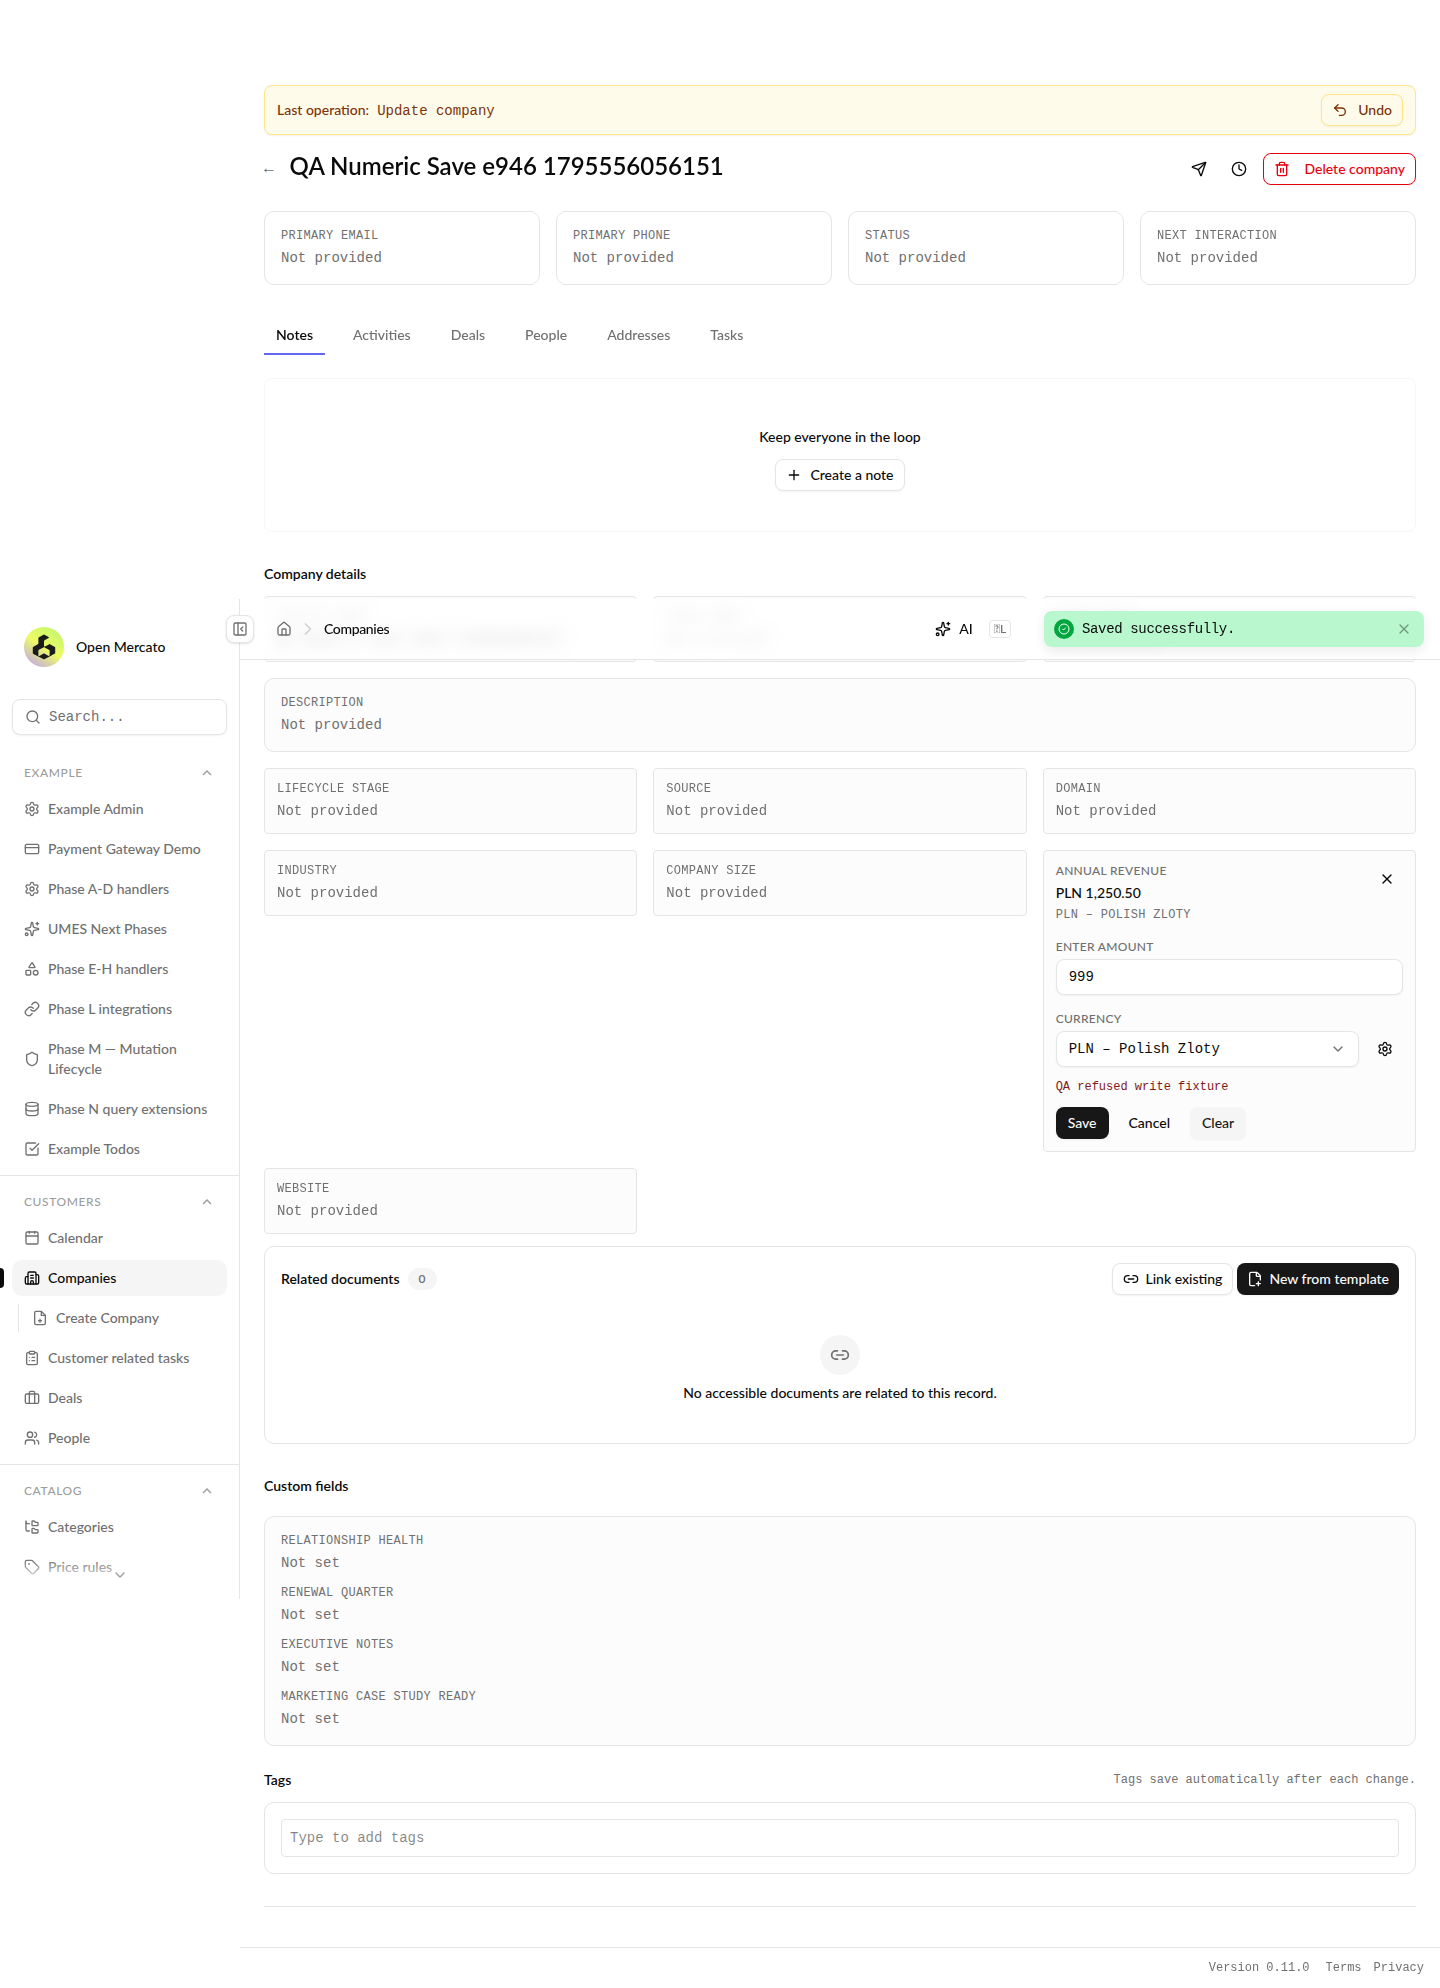 Last operation: Update company
Undo
← QA Numeric Save e946 1795556056151
Delete company
PRIMARY EMAIL
Not provided
PRIMARY PHONE
Not provided
STATUS
Not provided
NEXT INTERACTION
Not provided
Notes
Activities
Deals
People
Addresses
Tasks
Keep everyone in the loop
Create a note
Company details
Open Mercato
Companies
AI
Saved successfully.
Search...
EXAMPLE
Example Admin
Payment Gateway Demo
Phase A-D handlers
UMES Next Phases
Phase E-H handlers
Phase L integrations
Phase M — Mutation
Lifecycle
Phase N query extensions
Example Todos
CUSTOMERS
Calendar
Companies
Create Company
Customer related tasks
Deals
People
CATALOG
Categories
Price rules
DESCRIPTION
Not provided
LIFECYCLE STAGE
Not provided
SOURCE
Not provided
DOMAIN
Not provided
INDUSTRY
Not provided
COMPANY SIZE
Not provided
ANNUAL REVENUE
PLN 1,250.50
PLN – POLISH ZLOTY
ENTER AMOUNT
999
CURRENCY
PLN – Polish Zloty
QA refused write fixture
Save
Cancel
Clear
WEBSITE
Not provided
Related documents 0
Link existing
New from template
No accessible documents are related to this record.
Custom fields
RELATIONSHIP HEALTH
Not set
RENEWAL QUARTER
Not set
EXECUTIVE NOTES
Not set
MARKETING CASE STUDY READY
Not set
Tags
Tags save automatically after each change.
Type to add tags
Version 0.11.0
Terms
Privacy